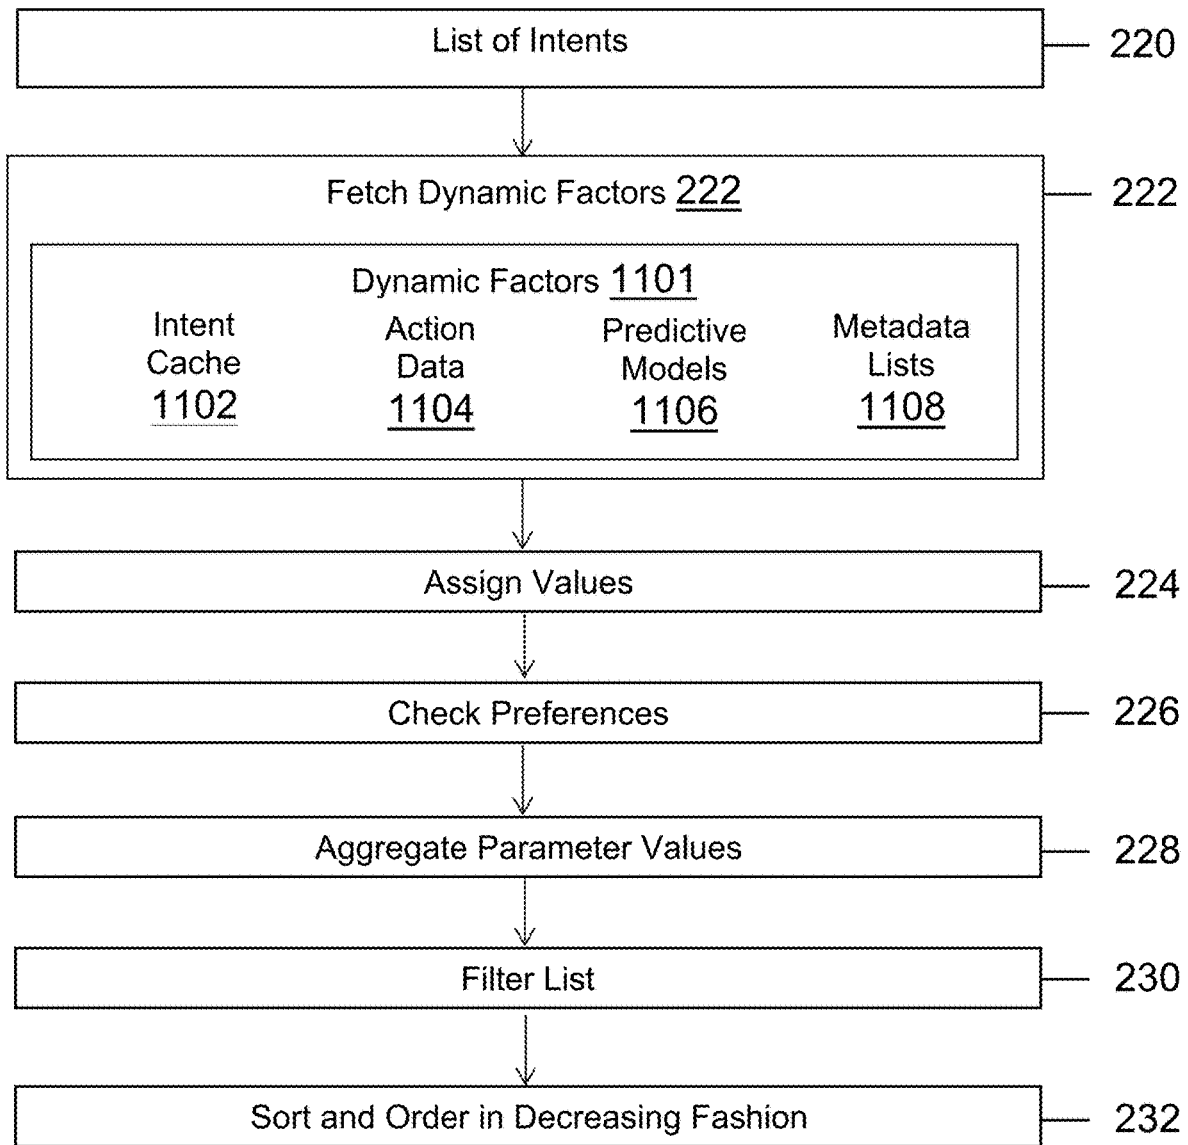 List of Intents 220
Fetch Dynamic Factors 222 222
Dynamic Factors 1101
Intent Cache 1102
Action Data 1104
Predictive Models 1106
Metadata Lists 1108
Assign Values 224
Check Preferences 226
Aggregate Parameter Values 228
Filter List 230
Sort and Order in Decreasing Fashion 232